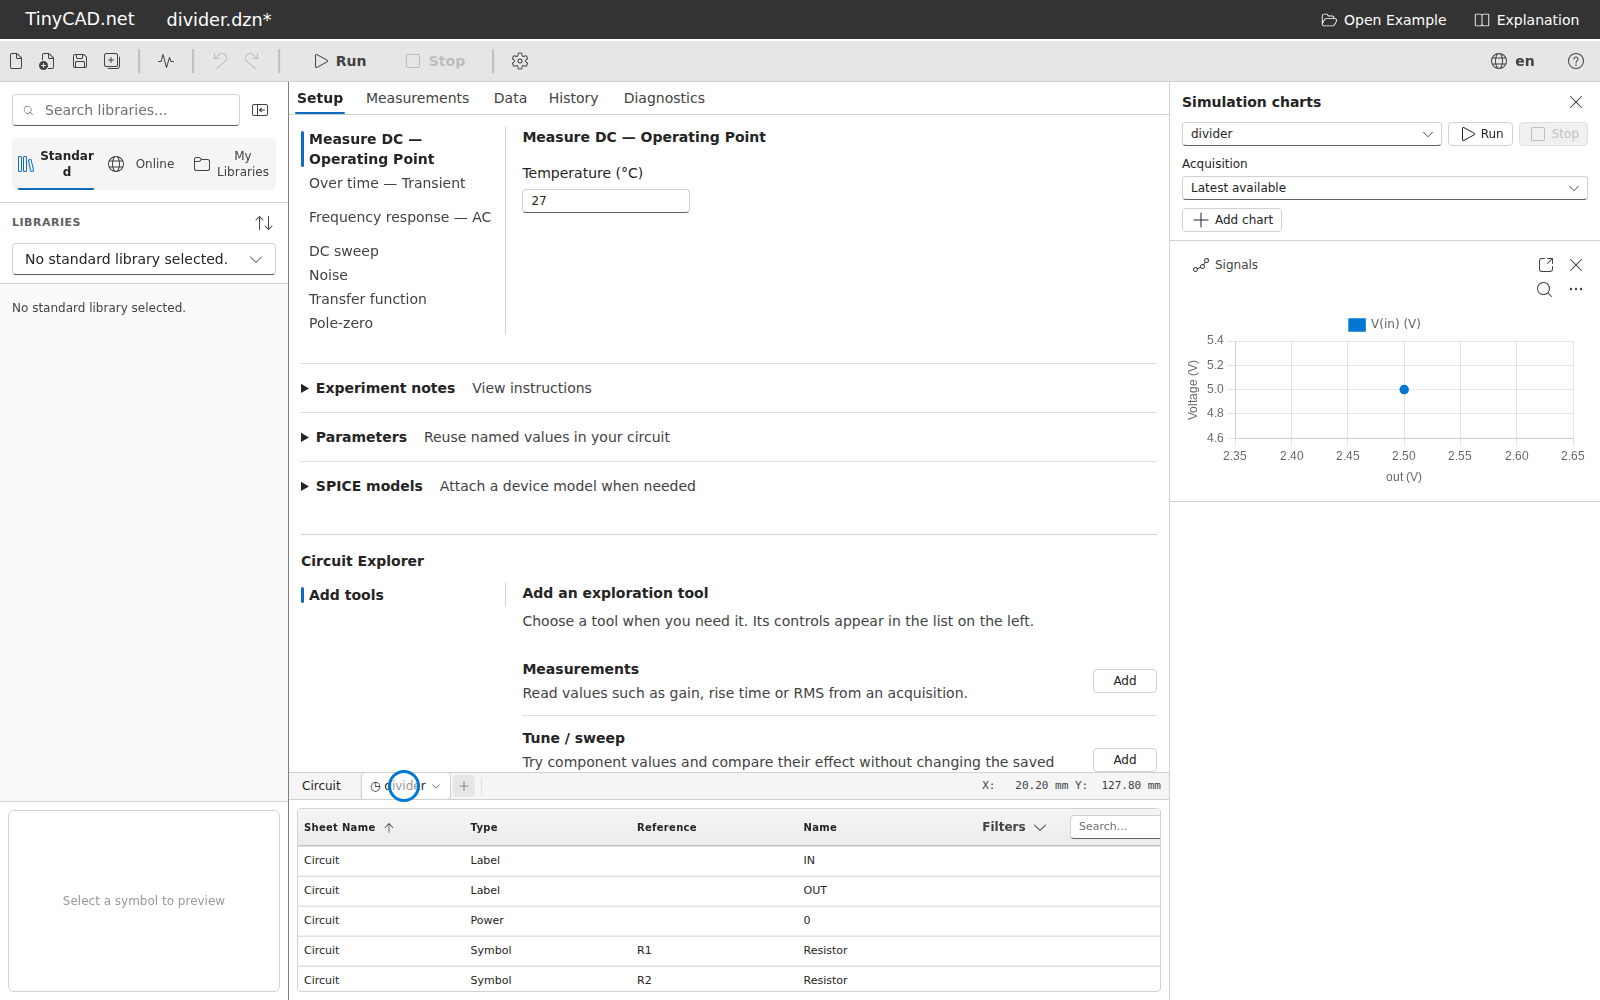 TinyCAD.net divider.dzn* Open Example Explanation
Run Stop en
Search libraries...
Standar
d
Online
My
Libraries
LIBRARIES
No standard library selected.
No standard library selected.
Select a symbol to preview
Setup Measurements Data History Diagnostics
Measure DC —
Operating Point
Over time — Transient
Frequency response — AC
DC sweep
Noise
Transfer function
Pole-zero
Measure DC — Operating Point
Temperature (°C)
27
Experiment notes View instructions
Parameters Reuse named values in your circuit
SPICE models Attach a device model when needed
Circuit Explorer
Add tools
Add an exploration tool
Choose a tool when you need it. Its controls appear in the list on the left.
Measurements
Read values such as gain, rise time or RMS from an acquisition.
Add
Tune / sweep
Try component values and compare their effect without changing the saved
Add
Circuit divider X: 20.20 mm Y: 127.80 mm
Sheet Name Type Reference Name Filters Search...
Circuit Label IN
Circuit Label OUT
Circuit Power 0
Circuit Symbol R1 Resistor
Circuit Symbol R2 Resistor
Simulation charts
divider Run Stop
Acquisition
Latest available
Add chart
Signals
V(in) (V)
Voltage (V)
5.4
5.2
5.0
4.8
4.6
2.35 2.40 2.45 2.50 2.55 2.60 2.65
out (V)